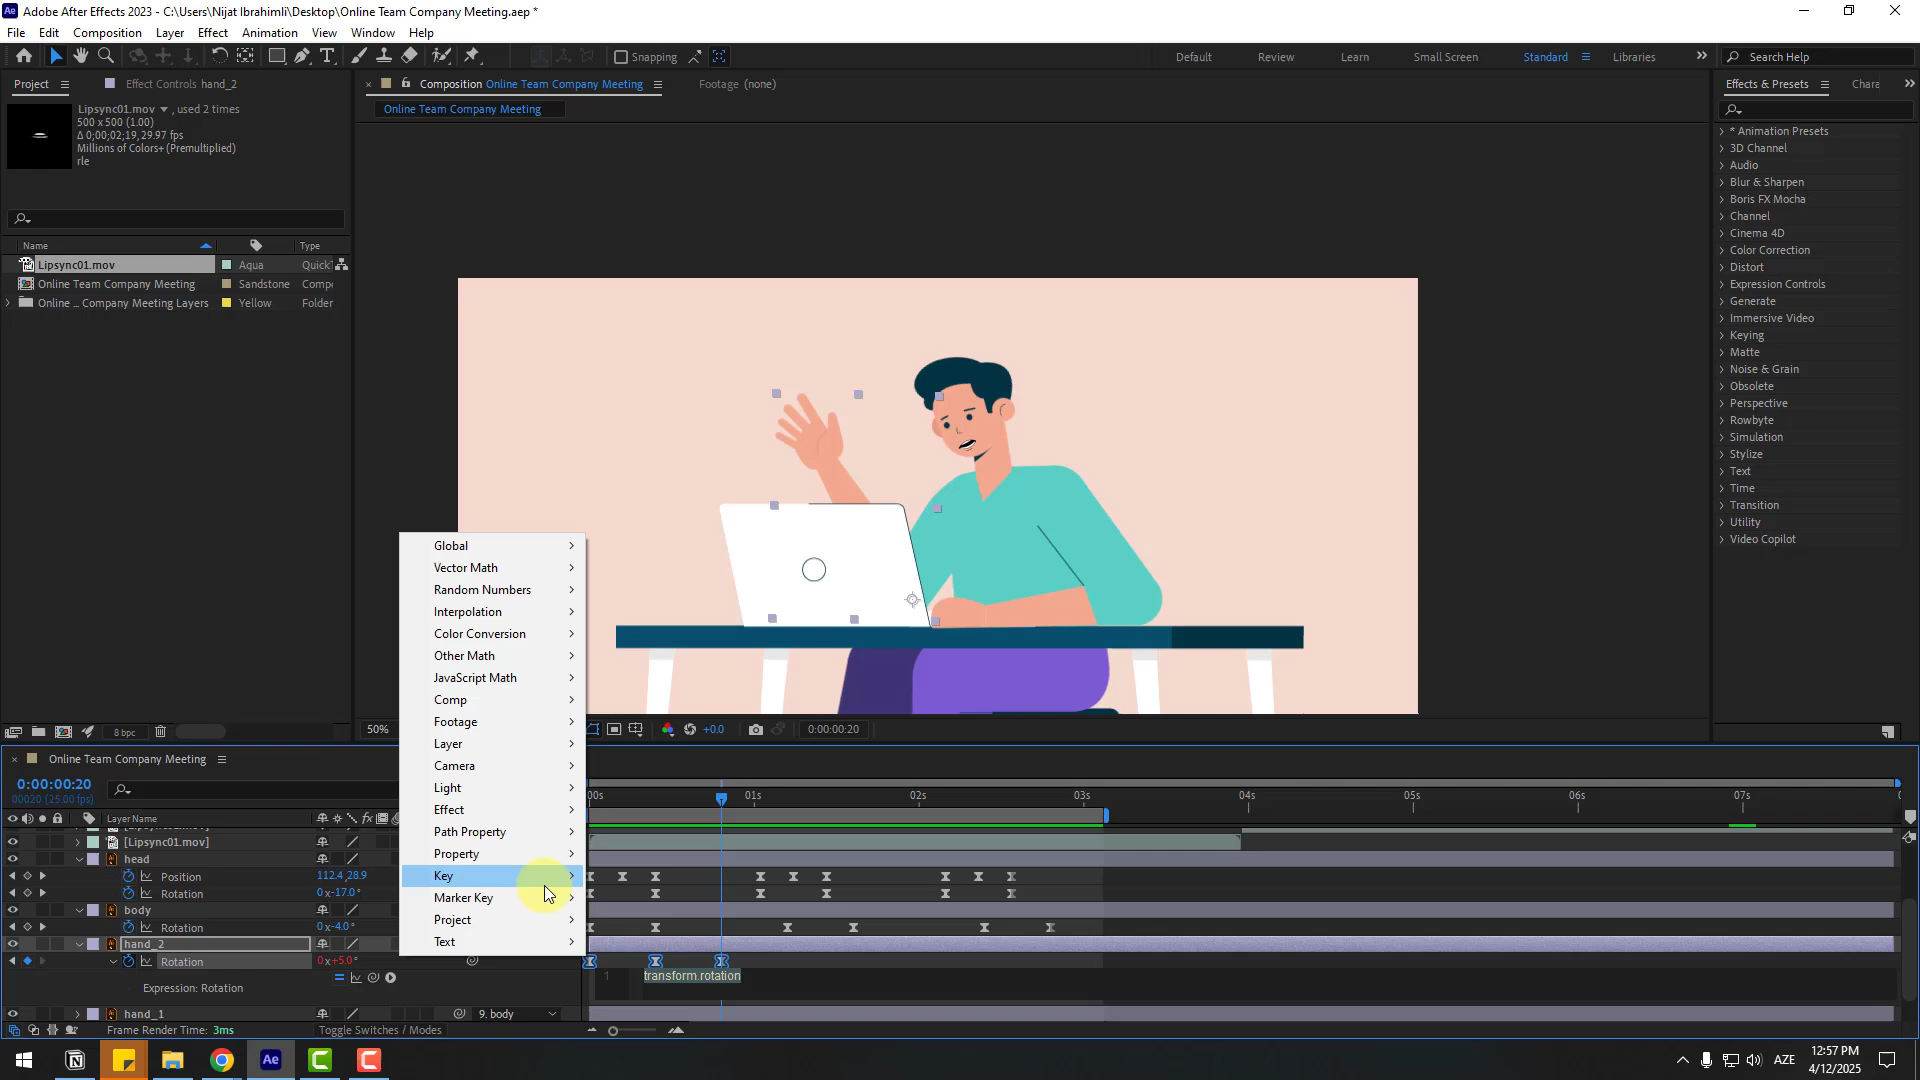 Adobe After Effects 2023 - C:\Users\Nijat Ibrahimli\Desktop\Online Team Company Meeting.aep *
File Edit Composition Layer Effect Animation View Window Help
Snapping
Default Review Learn Small Screen Standard Libraries Search Help
Project Effect Controls hand_2
Composition Online Team Company Meeting Footage (none)
Online Team Company Meeting
Lipsync01.mov , used 2 times
500 x 500 (1.00)
Δ 0;00;02;19, 29.97 fps
Millions of Colors+ (Premultiplied)
rle
Name Type
Lipsync01.mov Aqua
Online Team Company Meeting Sandstone Comp
Online ... Company Meeting Layers Yellow Folder
8 bpc
Effects & Presets Chara
* Animation Presets
3D Channel
Audio
Blur & Sharpen
Boris FX Mocha
Channel
Cinema 4D
Color Correction
Distort
Expression Controls
Generate
Immersive Video
Keying
Matte
Noise & Grain
Obsolete
Perspective
Rowbyte
Simulation
Stylize
Text
Time
Transition
Utility
Video Copilot
Global
Vector Math
Random Numbers
Interpolation
Color Conversion
Other Math
JavaScript Math
Comp
Footage
Layer
Camera
Light
Effect
Path Property
Property
Key
Marker Key
Project
Text
50% +0.0 0:00:00:20
Online Team Company Meeting
0:00:00:20
00020 (25.00 fps)
Layer Name
00s 01s 02s 03s 04s 05s 06s 07s
[Lipsync01.mov]
head
Position 112.4,28.9
Rotation 0x-17.0°
body
Rotation 0x-4.0°
hand_2
Rotation 0x+5.0°
1 transform.rotation
Expression: Rotation
hand_1 9. body
Frame Render Time: 3ms Toggle Switches / Modes
AZE
12:57 PM
4/12/2025